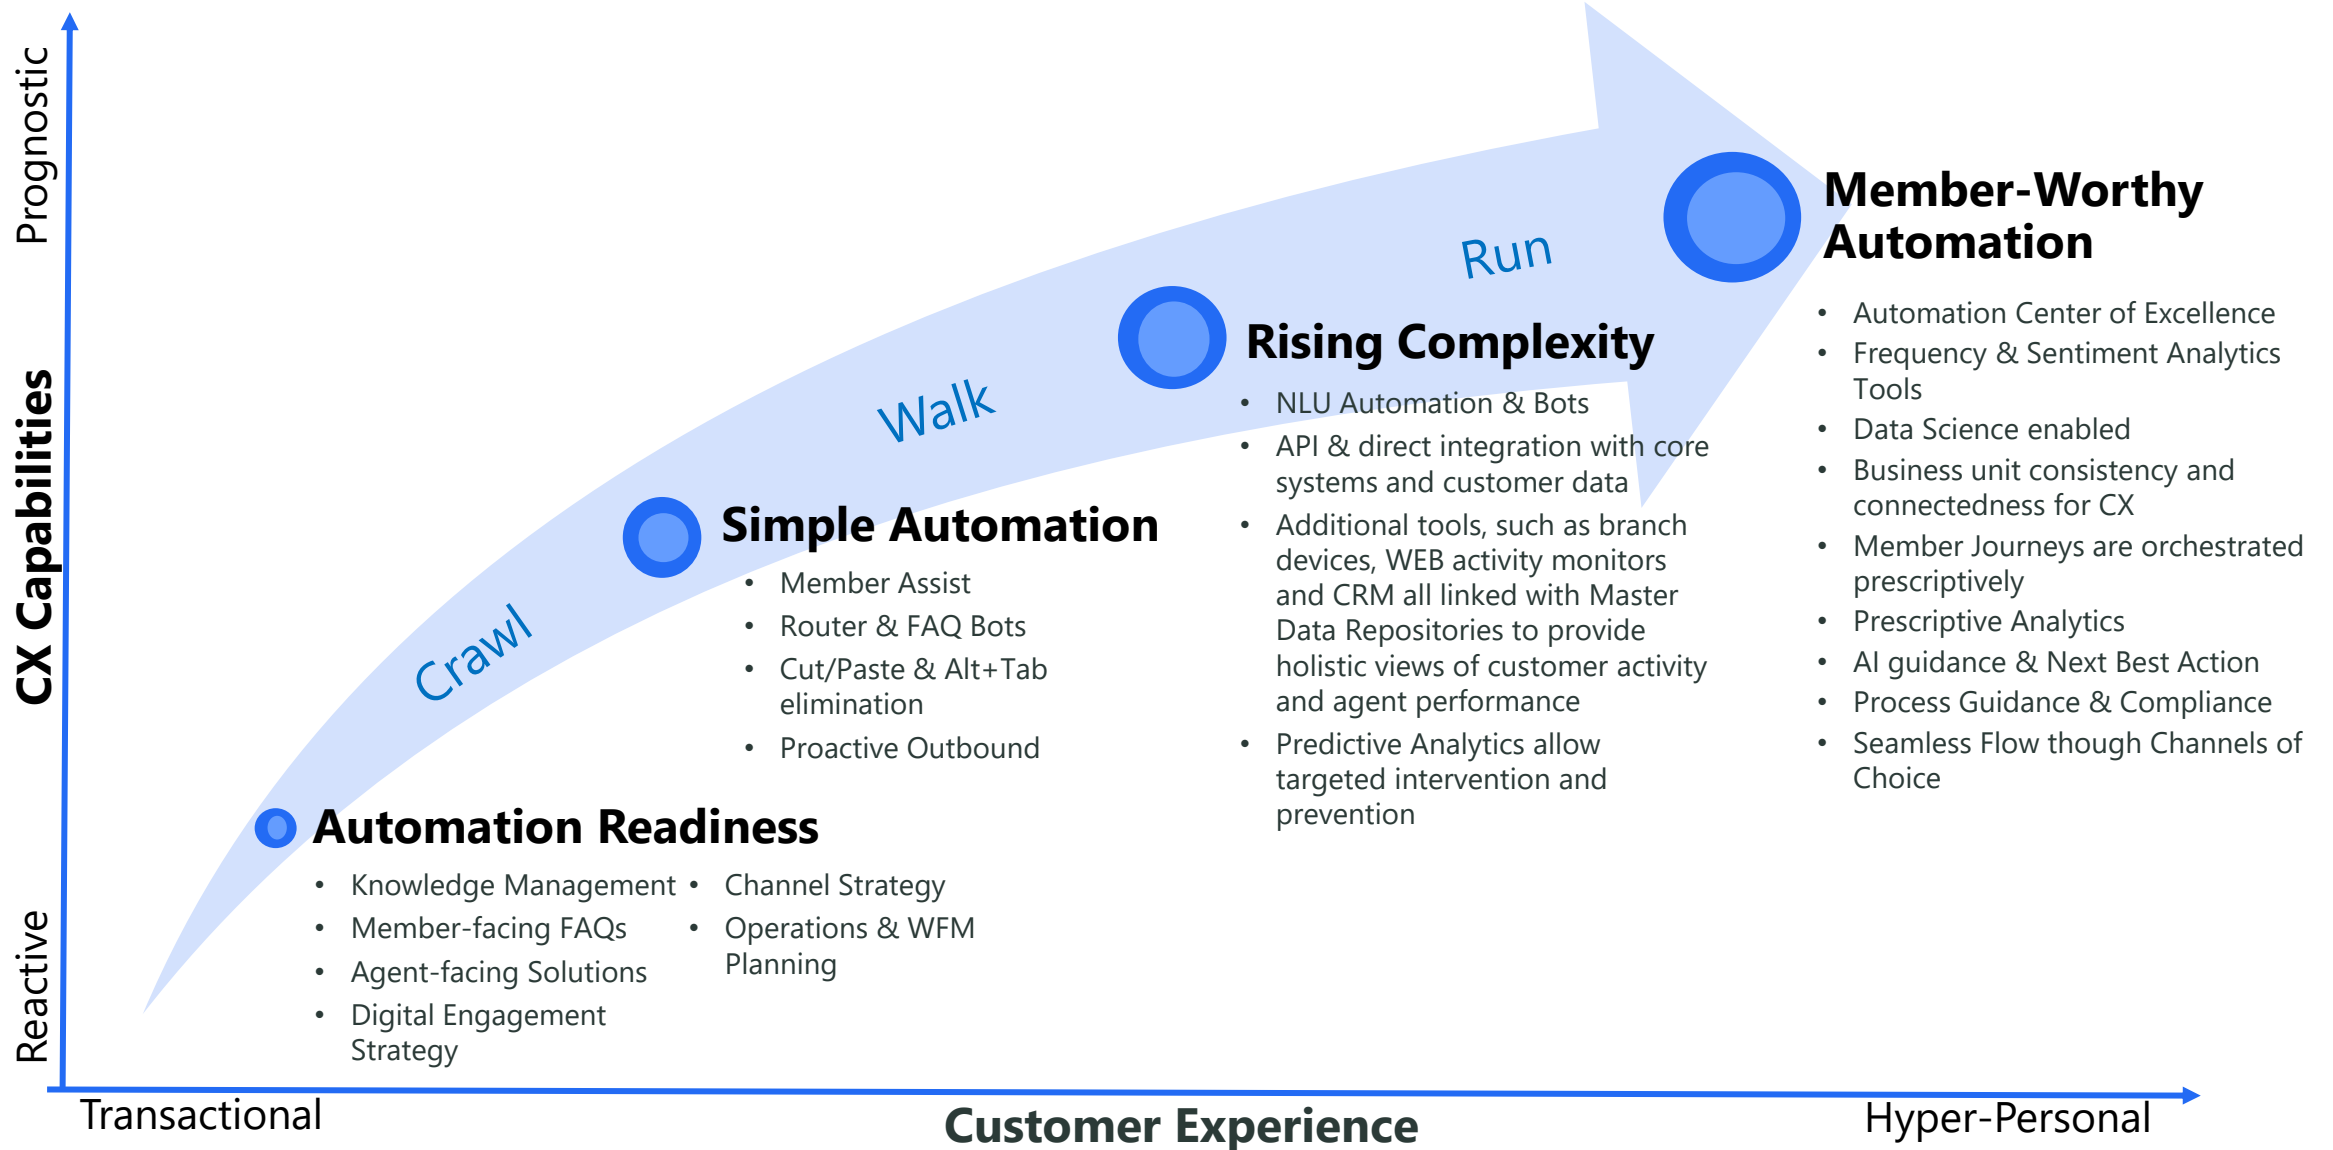 Prognostic
CX Capabilities
Reactive
Crawl
Walk
Run
Automation Readiness
• Knowledge Management
• Member-facing FAQs
• Agent-facing Solutions
• Digital Engagement
Strategy
• Channel Strategy
• Operations & WFM
Planning
Simple Automation
• Member Assist
• Router & FAQ Bots
• Cut/Paste & Alt+Tab
elimination
• Proactive Outbound
Rising Complexity
• NLU Automation & Bots
• API & direct integration with core
systems and customer data
• Additional tools, such as branch
devices, WEB activity monitors
and CRM all linked with Master
Data Repositories to provide
holistic views of customer activity
and agent performance
• Predictive Analytics allow
targeted intervention and
prevention
Member-Worthy
Automation
• Automation Center of Excellence
• Frequency & Sentiment Analytics
Tools
• Data Science enabled
• Business unit consistency and
connectedness for CX
• Member Journeys are orchestrated
prescriptively
• Prescriptive Analytics
• AI guidance & Next Best Action
• Process Guidance & Compliance
• Seamless Flow though Channels of
Choice
Transactional
Customer Experience
Hyper-Personal